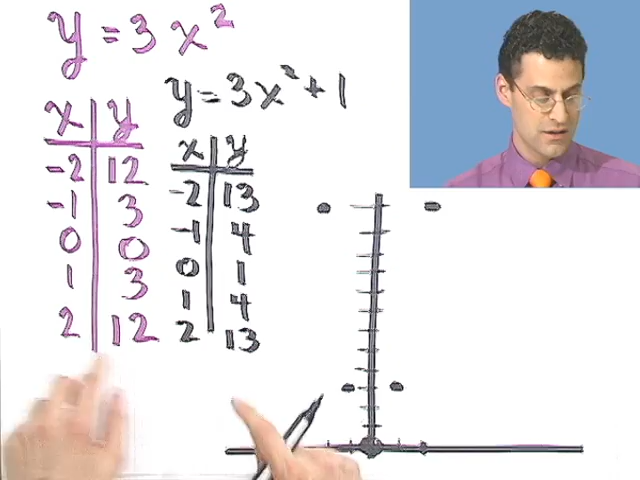 y = 3x²
y = 3x² + 1
x y
-2 12
-1 3
0 0
1 3
2 12
x y
-2 13
-1 4
0 1
1 4
2 13